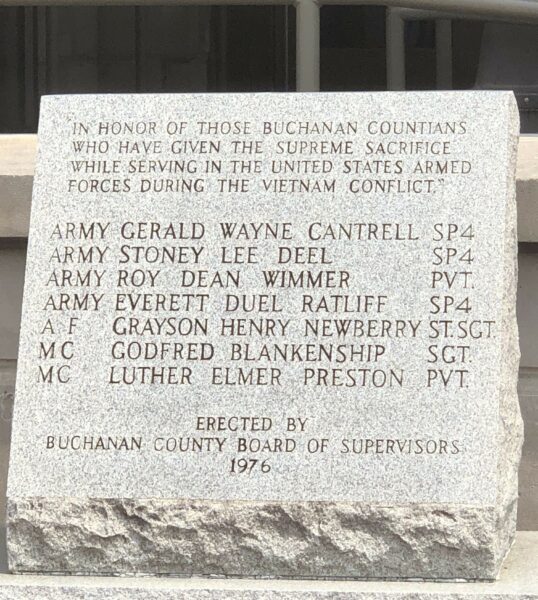 "IN HONOR OF THOSE BUCHANAN COUNTIANS
WHO HAVE GIVEN THE SUPREME SACRIFICE
WHILE SERVING IN THE UNITED STATES ARMED
FORCES DURING THE VIETNAM CONFLICT."
ARMY GERALD WAYNE CANTRELL SP4
ARMY STONEY LEE DEEL SP4
ARMY ROY DEAN WIMMER PVT.
ARMY EVERETT DUEL RATLIFF SP4
A F GRAYSON HENRY NEWBERRY ST.SGT.
MC GODFRED BLANKENSHIP SGT.
MC LUTHER ELMER PRESTON PVT.
ERECTED BY
BUCHANAN COUNTY BOARD OF SUPERVISORS
1976